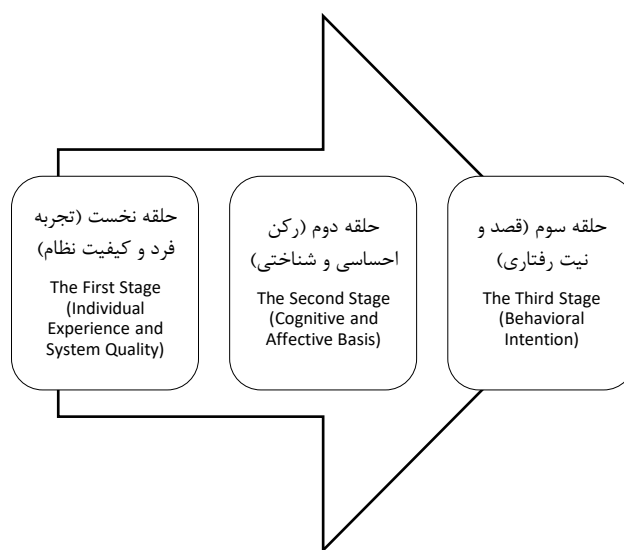 حلقه نخست (تجربه
فرد و کیفیت نظام)
The First Stage
(Individual
Experience and
System Quality)
حلقه دوم (رکن
احساسی و شناختی)
The Second Stage
(Cognitive and
Affective Basis)
حلقه سوم (قصد و
نیت رفتاری)
The Third Stage
(Behavioral
Intention)